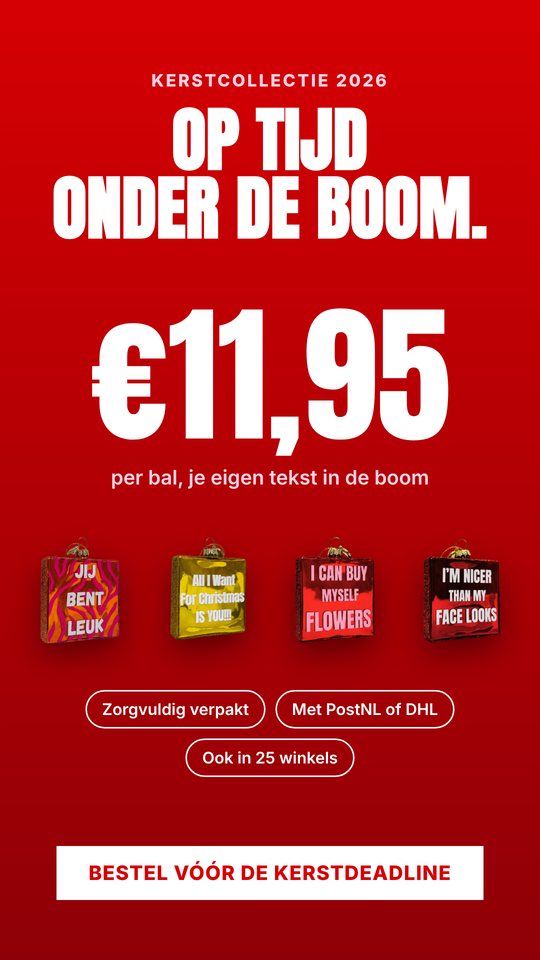 KERSTCOLLECTIE 2026
OP TIJD
ONDER DE BOOM.
€11,95
per bal, je eigen tekst in de boom
JIJ
BENT
LEUK
All I Want
For Christmas
IS YOU!!!
I CAN BUY
MYSELF
FLOWERS
I'M NICER
THAN MY
FACE LOOKS
Zorgvuldig verpakt
Met PostNL of DHL
Ook in 25 winkels
BESTEL VÓÓR DE KERSTDEADLINE